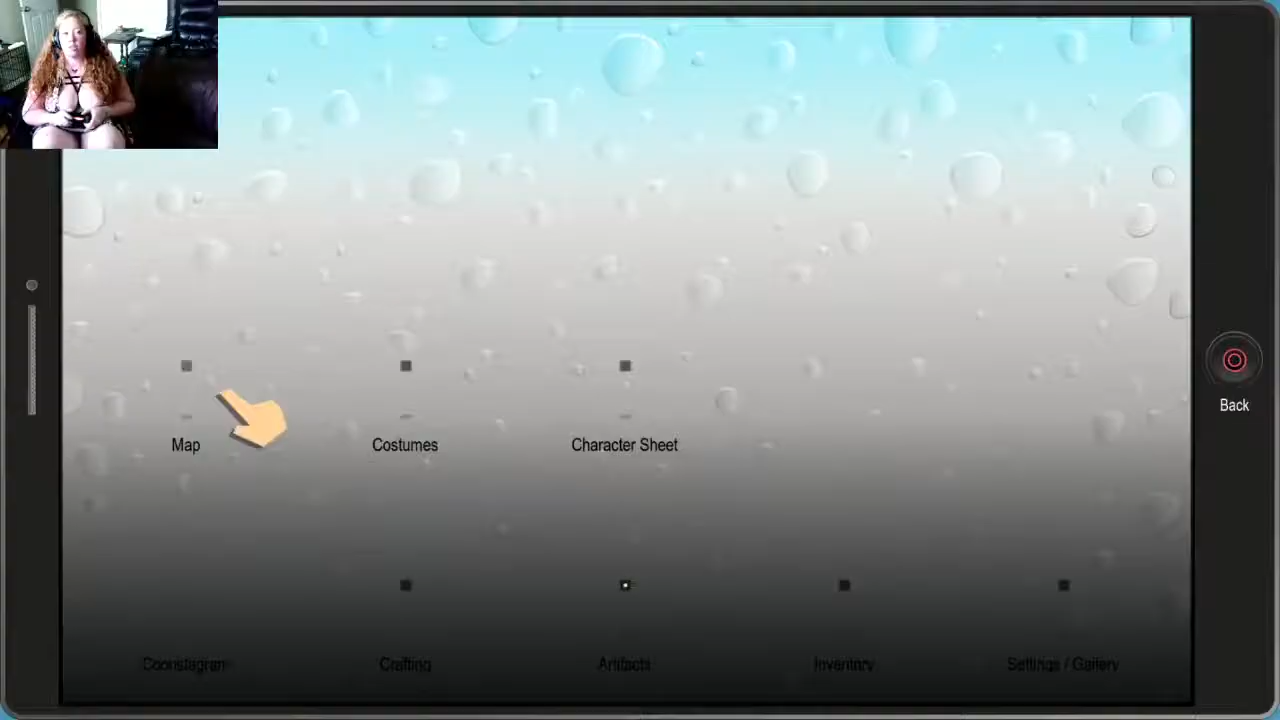 Back
Map
Costumes
Character Sheet
Coonstagram
Crafting
Artifacts
Inventory
Settings / Gallery